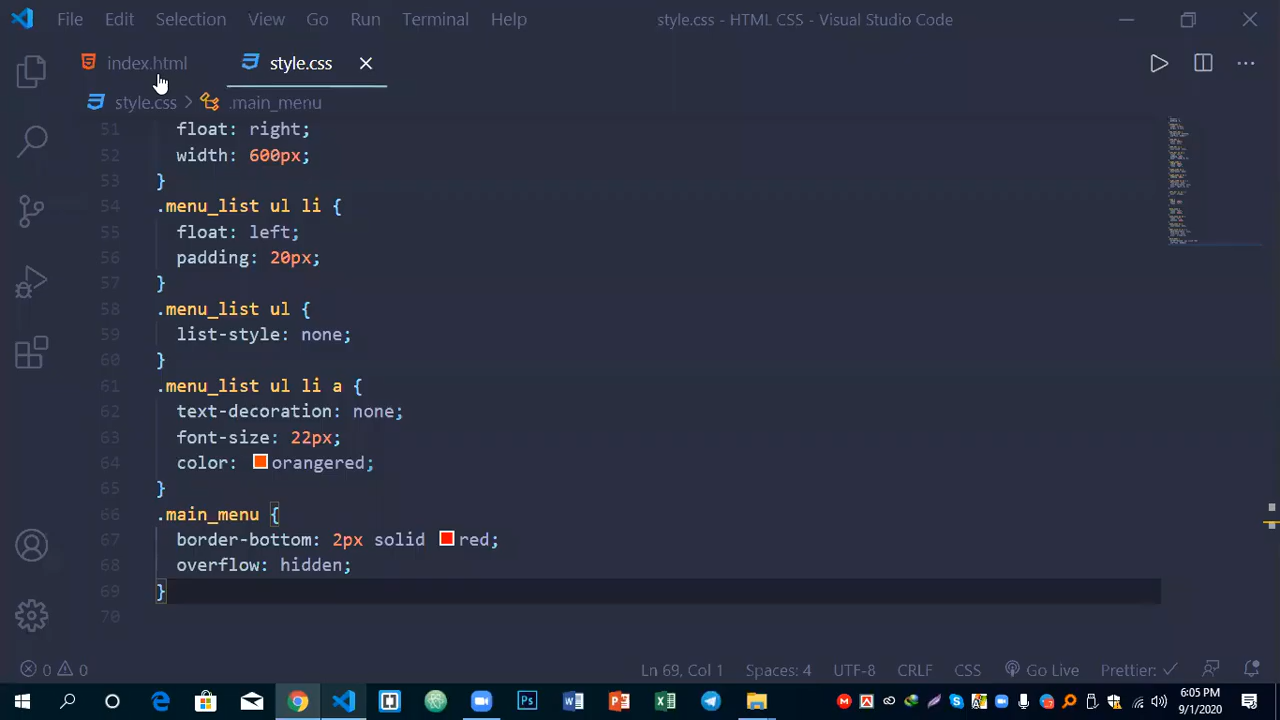 File Edit Selection View Go Run Terminal Help style.css - HTML CSS - Visual Studio Code
index.html style.css
style.css > .main_menu
51 float: right;
52 width: 600px;
53 }
54 .menu_list ul li {
55 float: left;
56 padding: 20px;
57 }
58 .menu_list ul {
59 list-style: none;
60 }
61 .menu_list ul li a {
62 text-decoration: none;
63 font-size: 22px;
64 color: orangered;
65 }
66 .main_menu {
67 border-bottom: 2px solid red;
68 overflow: hidden;
69 }
70
0 0 Ln 69, Col 1 Spaces: 4 UTF-8 CRLF CSS Go Live Prettier:
6:05 PM
9/1/2020